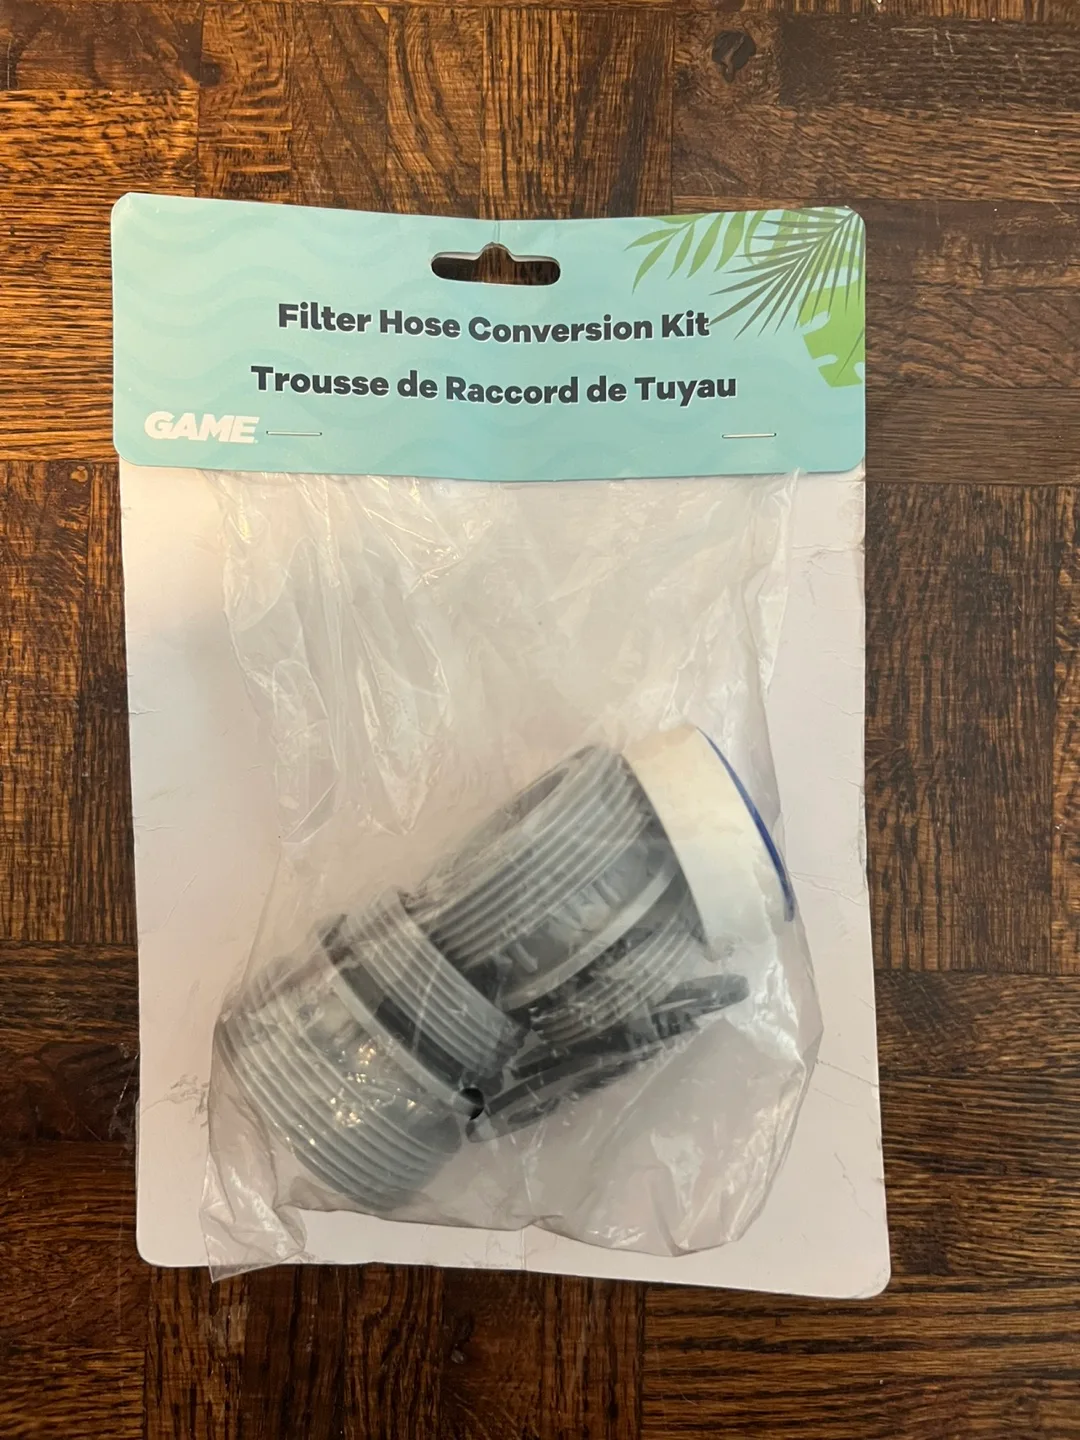 Filter Hose Conversion Kit
Trousse de Raccord de Tuyau
GAME